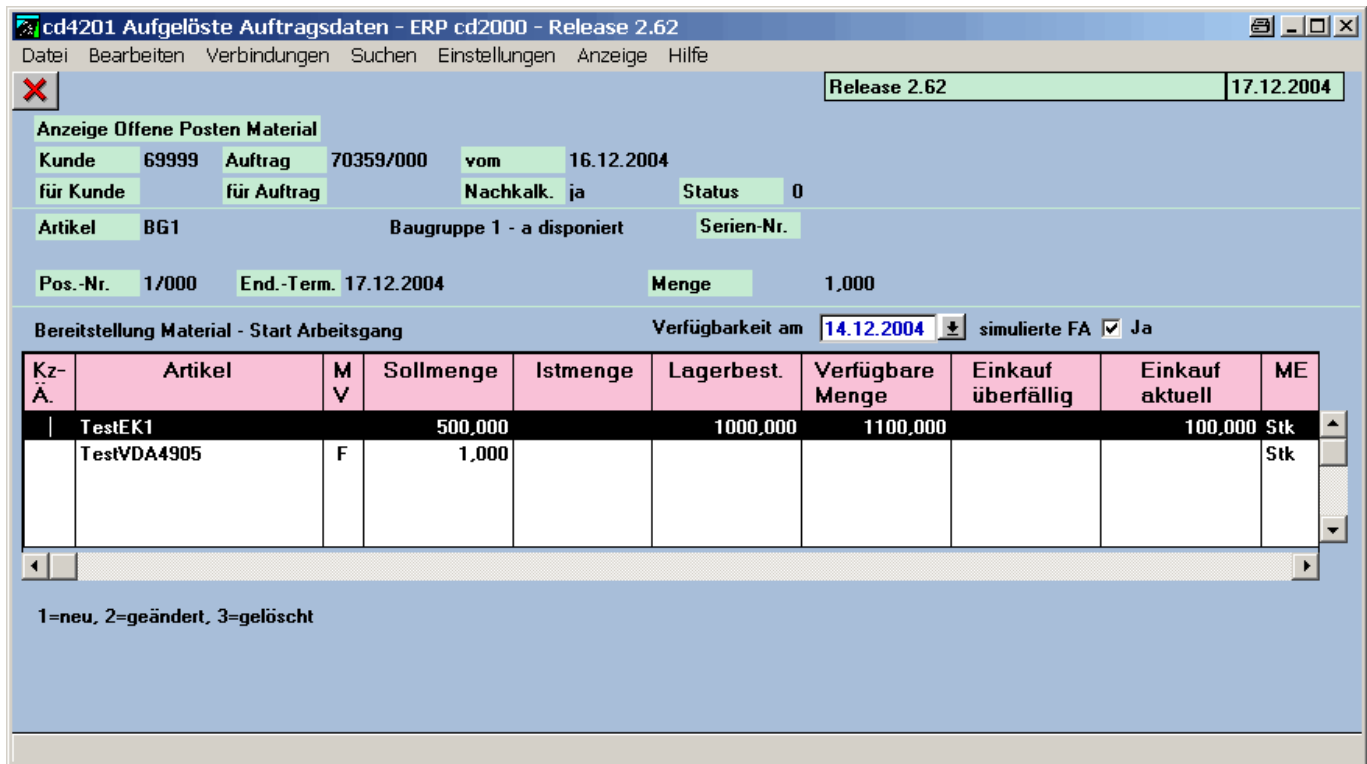 cd4201 Aufgelöste Auftragsdaten - ERP cd2000 - Release 2.62
Datei Bearbeiten Verbindungen Suchen Einstellungen Anzeige Hilfe
Release 2.62 17.12.2004
Anzeige Offene Posten Material
Kunde 69999 Auftrag 70359/000 vom 16.12.2004
für Kunde für Auftrag Nachkalk. ja Status 0
Artikel BG1 Baugruppe 1 - a disponiert Serien-Nr.
Pos.-Nr. 1/000 End.-Term. 17.12.2004 Menge 1,000
Bereitstellung Material - Start Arbeitsgang Verfügbarkeit am 14.12.2004 simulierte FA Ja
Kz- Artikel M Sollmenge Istmenge Lagerbest. Verfügbare Einkauf Einkauf ME
Ä. V Menge überfällig aktuell
TestEK1 500,000 1000,000 1100,000 100,000 Stk
TestVDA4905 F 1,000 Stk
1=neu, 2=geändert, 3=gelöscht